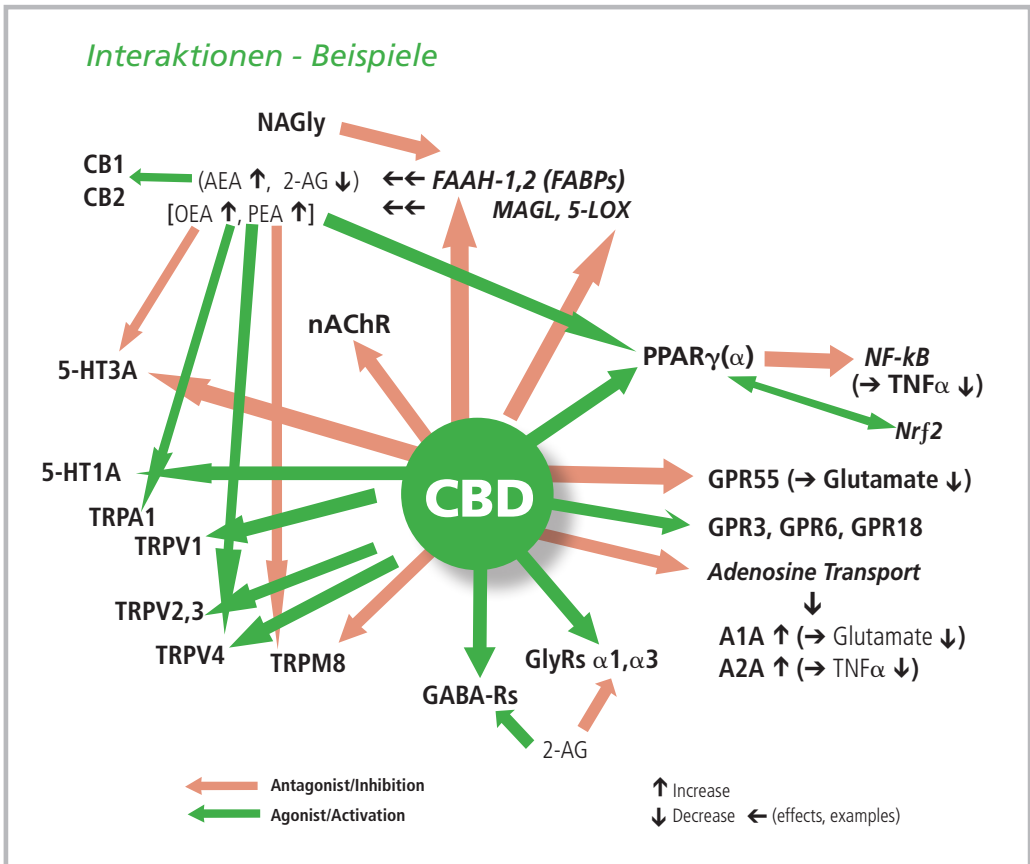 Interaktionen - Beispiele
NAGly
CB1
CB2
(AEA ↑, 2-AG ↓)
←← FAAH-1,2 (FABPs)
[OEA ↑, PEA ↑]
←← MAGL, 5-LOX
nAChR
5-HT3A
PPARγ(α)
NF-kB
(→ TNFα ↓)
Nrf2
5-HT1A
CBD
GPR55 (→ Glutamate ↓)
TRPA1
GPR3, GPR6, GPR18
TRPV1
Adenosine Transport
↓
TRPV2,3
A1A ↑ (→ Glutamate ↓)
A2A ↑ (→ TNFα ↓)
TRPV4
TRPM8
GlyRs α1,α3
GABA-Rs
2-AG
Antagonist/Inhibition
Agonist/Activation
↑ Increase
↓ Decrease ← (effects, examples)